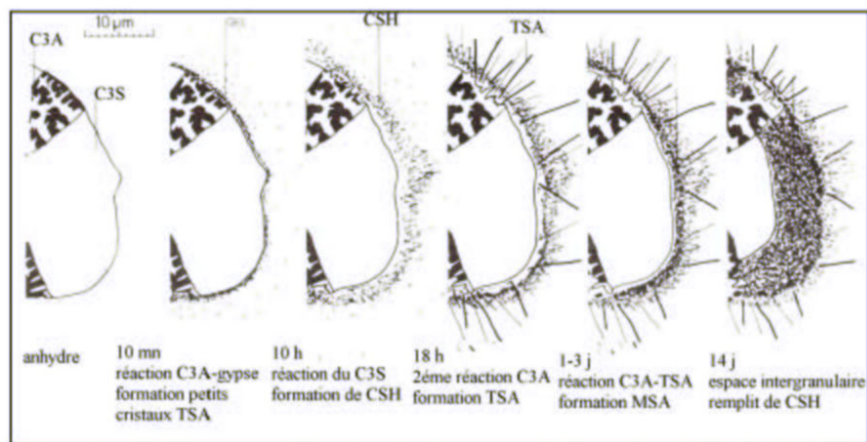 10 µm
C3A
C3S
CSH
TSA
anhydre
10 mn
réaction C3A-gypse
formation petits
cristaux TSA
10 h
réaction du C3S
formation de CSH
18 h
2éme réaction C3A
formation TSA
1-3 j
réaction C3A-TSA
formation MSA
14 j
espace intergranulaire
remplit de CSH